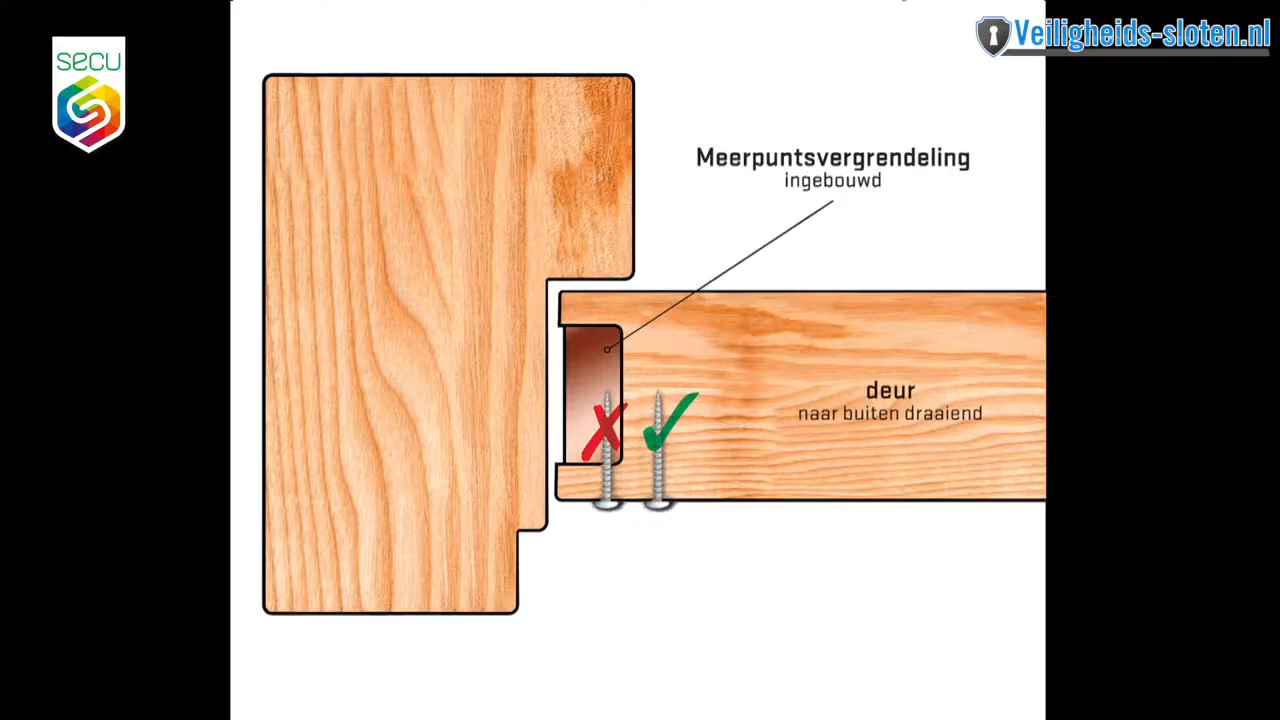 secu
Veiligheids-sloten.nl
Meerpuntsvergrendeling
ingebouwd
deur
naar buiten draaiend